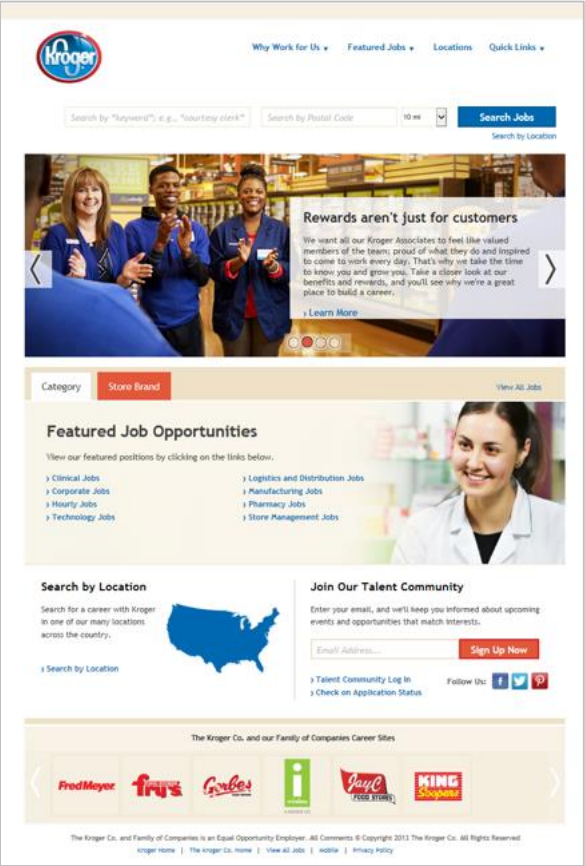 Kroger
Why Work for Us
Featured Jobs
Locations
Quick Links
Search by "keyword"; e.g., "courtesy clerk"
Search by Postal Code
10 mi
Search Jobs
Search by Location
Rewards aren't just for customers
We want all our Kroger Associates to feel like valued
members of the team; proud of what they do and inspired
to come to work every day. That's why we take the time
to know you and grow you. Take a closer look at our
benefits and rewards, and you'll see why we're a great
place to build a career.
› Learn More
Category
Store Brand
View All Jobs
Featured Job Opportunities
View our featured positions by clicking on the links below.
› Clinical Jobs
› Corporate Jobs
› Hourly Jobs
› Technology Jobs
› Logistics and Distribution Jobs
› Manufacturing Jobs
› Pharmacy Jobs
› Store Management Jobs
Search by Location
Search for a career with Kroger
in one of our many locations
across the country.
› Search by Location
Join Our Talent Community
Enter your email, and we'll keep you informed about upcoming
events and opportunities that match interests.
Email Address...
Sign Up Now
› Talent Community Log In
› Check on Application Status
Follow Us:
The Kroger Co. and our Family of Companies Career Sites
Fred Meyer
fry's
Gerbes
i
wireless
JayC
FOOD STORES
KING
Soopers
The Kroger Co. and Family of Companies is an Equal Opportunity Employer. All Comments © Copyright 2013 The Kroger Co. All Rights Reserved
Kroger Home | The Kroger Co. Home | View All Jobs | Mobile | Privacy Policy